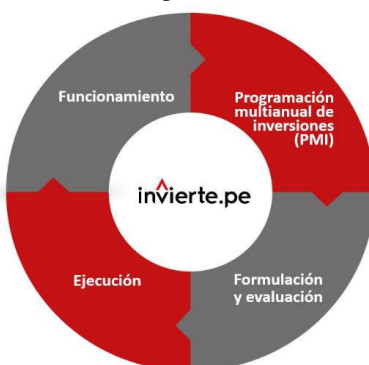 Funcionamiento
Programación
multianual de
inversiones
(PMI)
invierte.pe
Ejecución
Formulación
y evaluación